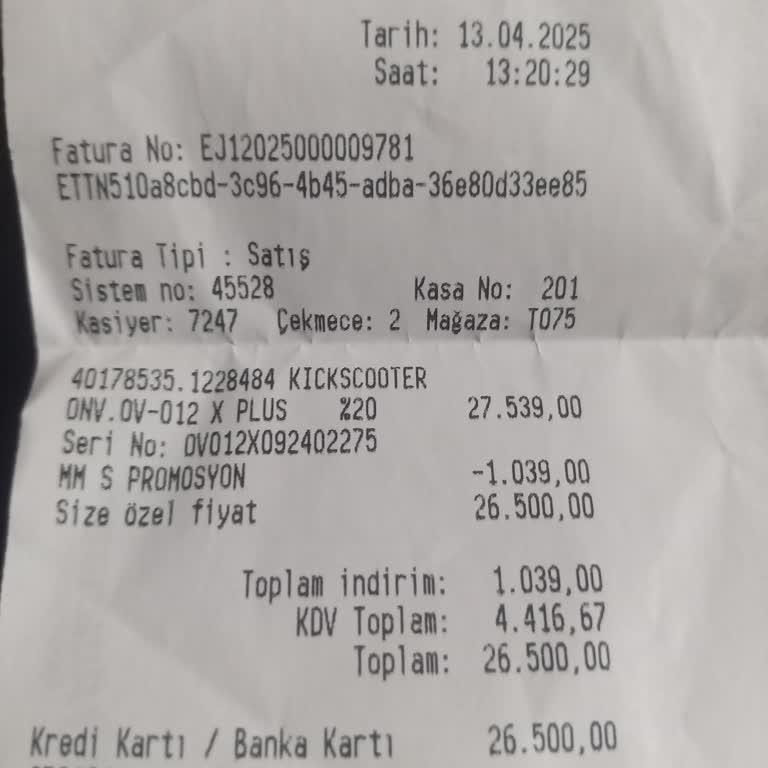 Tarih: 13.04.2025
Saat: 13:20:29
Fatura No: EJ12025000009781
ETTN510a8cbd-3c96-4b45-adba-36e80d33ee85
Fatura Tipi : Satış
Sistem no: 45528 Kasa No: 201
Kasiyer: 7247 Çekmece: 2 Mağaza: T075
40178535.1228484 KICKSCOOTER
ONV.OV-012 X PLUS %20 27.539,00
Seri No: OV012X092402275
MM S PROMOSYON -1.039,00
Size özel fiyat 26.500,00
Toplam indirim: 1.039,00
KDV Toplam: 4.416,67
Toplam: 26.500,00
Kredi Kartı / Banka Kartı 26.500,00